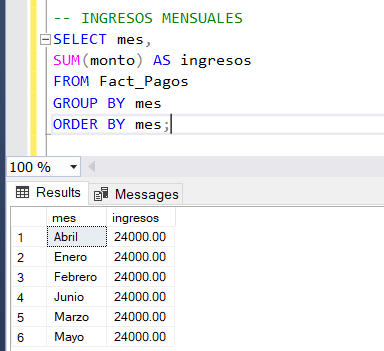 -- INGRESOS MENSUALES
SELECT mes,
SUM(monto) AS ingresos
FROM Fact_Pagos
GROUP BY mes
ORDER BY mes;
100 %
Results Messages
mes ingresos
1 Abril 24000.00
2 Enero 24000.00
3 Febrero 24000.00
4 Junio 24000.00
5 Marzo 24000.00
6 Mayo 24000.00